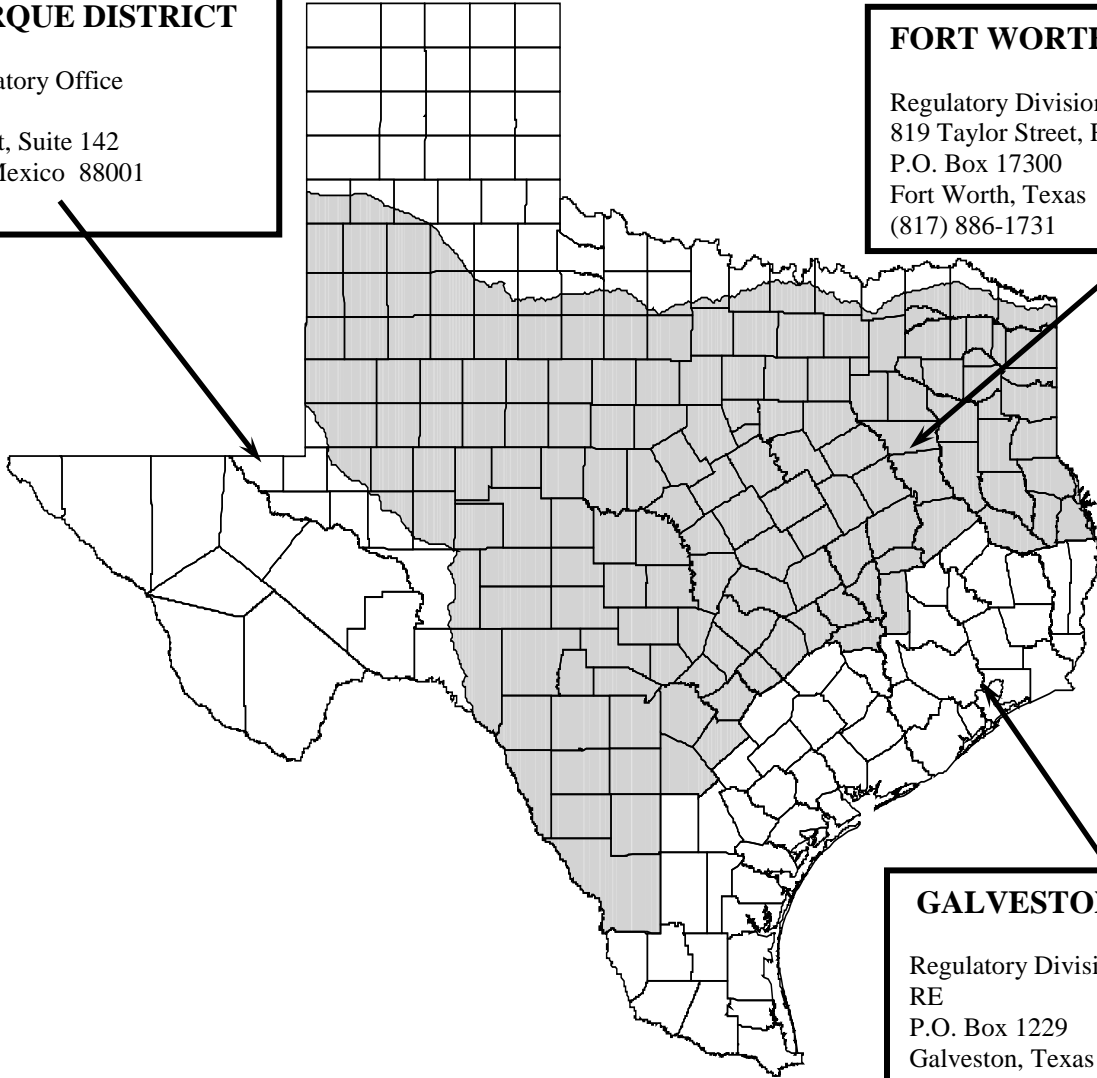 RQUE DISTRICT
atory Office
t, Suite 142
Mexico 88001
FORT WORTH
Regulatory Division
819 Taylor Street,
P.O. Box 17300
Fort Worth, Texas
(817) 886-1731
GALVESTON
Regulatory Divisi
RE
P.O. Box 1229
Galveston, Texas